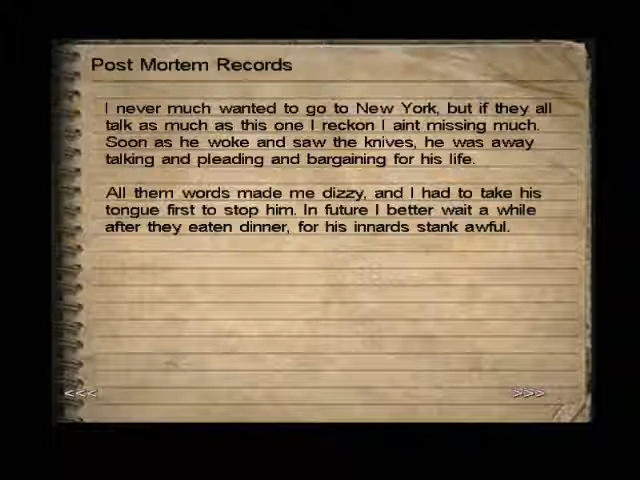 Post Mortem Records
I never much wanted to go to New York, but if they all
talk as much as this one I reckon I aint missing much.
Soon as he woke and saw the knives, he was away
talking and pleading and bargaining for his life.
All them words made me dizzy, and I had to take his
tongue first to stop him. In future I better wait a while
after they eaten dinner, for his innards stank awful.
<<< >>>